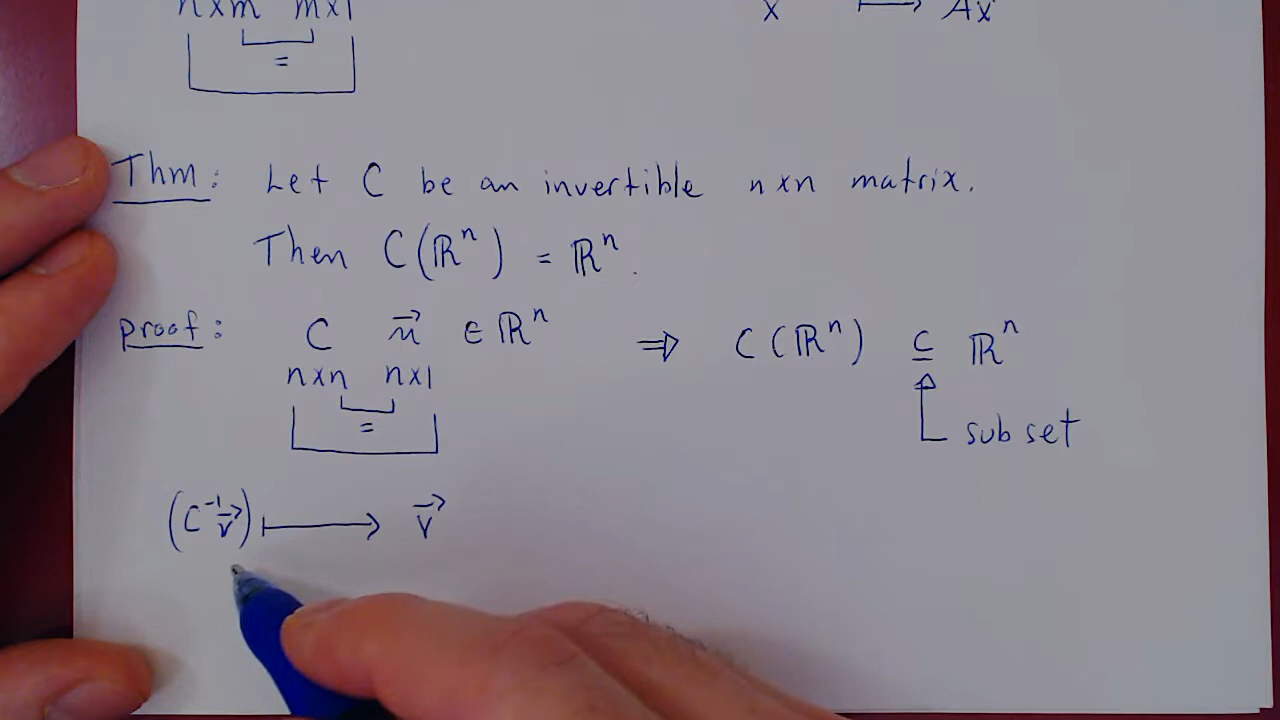 n×m m×1 x ↦ Ax
=
Thm: Let C be an invertible n×n matrix.
Then C(ℝⁿ) = ℝⁿ.
proof: C u⃗ ∈ ℝⁿ ⇒ C(ℝⁿ) ⊆ ℝⁿ
n×n n×1
= subset
(C⁻¹v⃗) ↦ v⃗